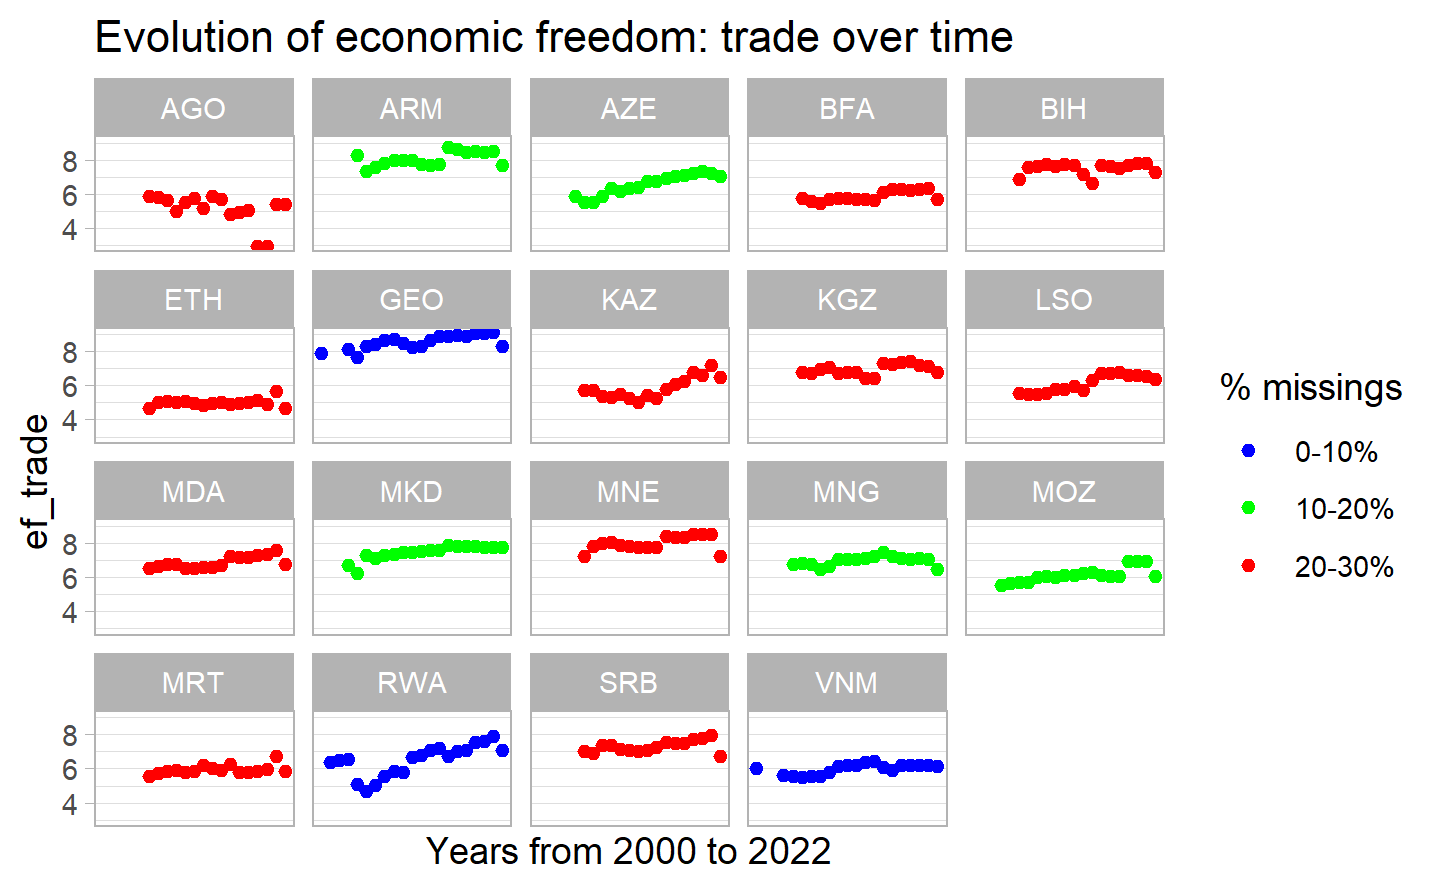 Evolution of economic freedom: trade over time
AGO ARM AZE BFA BIH
8
6
4
ETH GEO KAZ KGZ LSO
8
6
4
MDA MKD MNE MNG MOZ
8
6
4
MRT RWA SRB VNM
8
6
4
ef_trade
Years from 2000 to 2022
% missings
0-10%
10-20%
20-30%